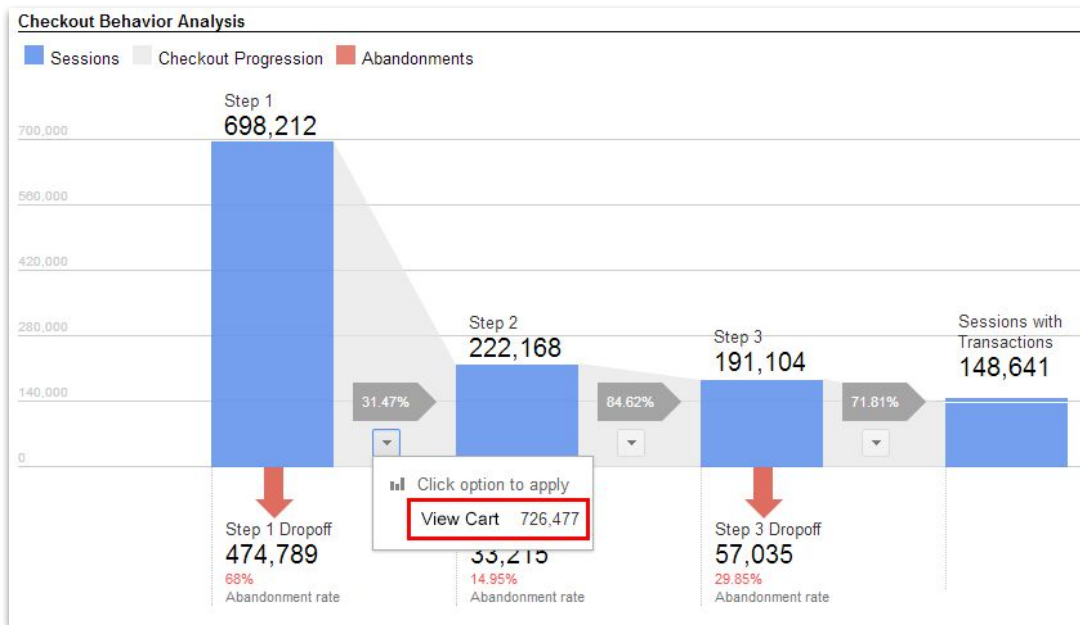 Checkout Behavior Analysis
Sessions Checkout Progression Abandonments
Step 1
698,212
700,000
560,000
420,000
280,000
140,000
0
Step 2
222,168
Step 3
191,104
Sessions with
Transactions
148,641
31.47%
84.62%
71.81%
Click option to apply
View Cart 726,477
Step 1 Dropoff
474,789
68%
Abandonment rate
33,215
14.95%
Abandonment rate
Step 3 Dropoff
57,035
29.85%
Abandonment rate